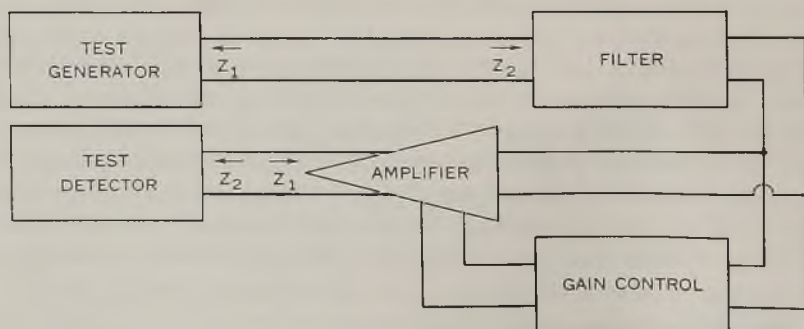 TEST
GENERATOR
Z1
Z2
FILTER
TEST
DETECTOR
Z2
Z1
AMPLIFIER
GAIN CONTROL